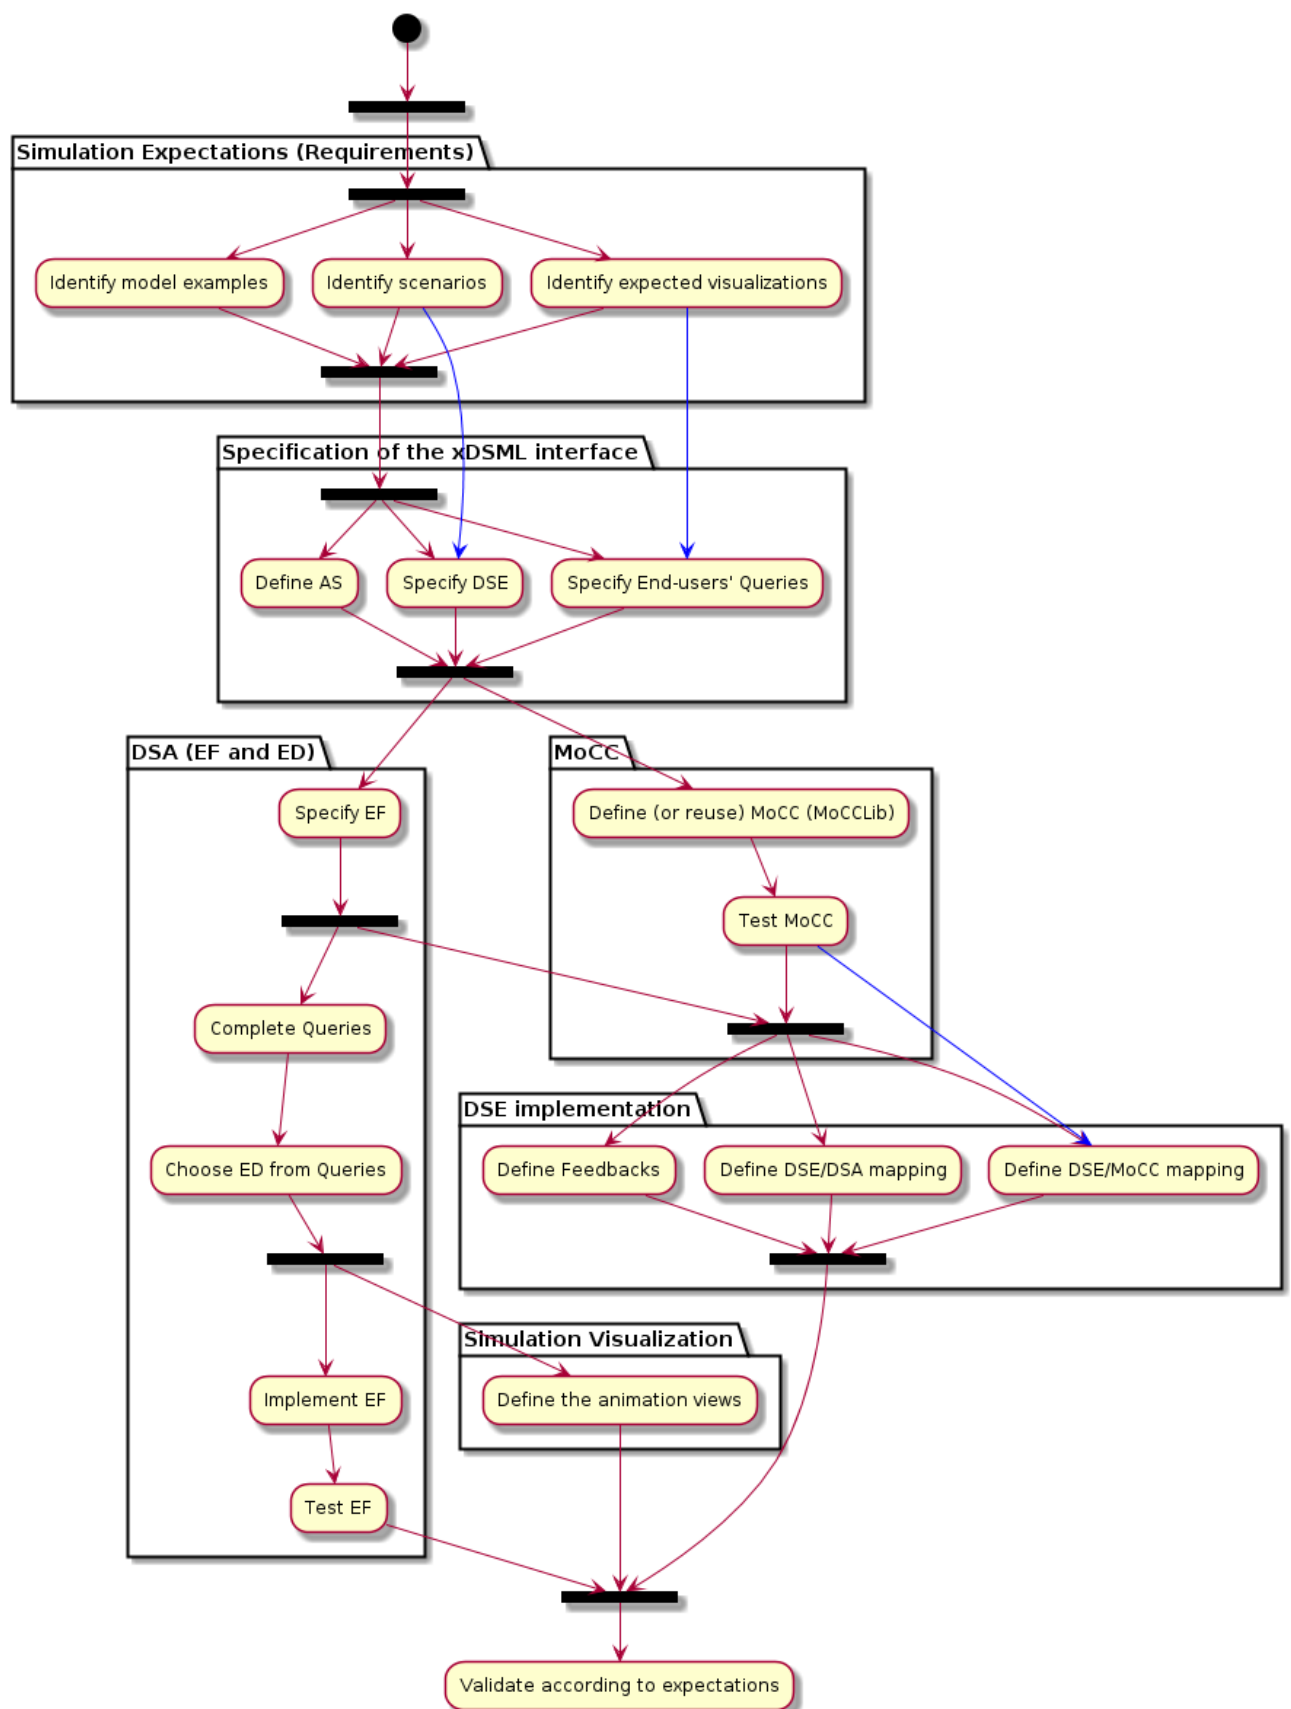 Simulation Expectations (Requirements)
Identify model examples
Identify scenarios
Identify expected visualizations
Specification of the xDSML interface
Define AS
Specify DSE
Specify End-users' Queries
DSA (EF and ED)
MoCC
Specify EF
Define (or reuse) MoCC (MoCCLib)
Test MoCC
Complete Queries
DSE implementation
Choose ED from Queries
Define Feedbacks
Define DSE/DSA mapping
Define DSE/MoCC mapping
Simulation Visualization
Implement EF
Define the animation views
Test EF
Validate according to expectations